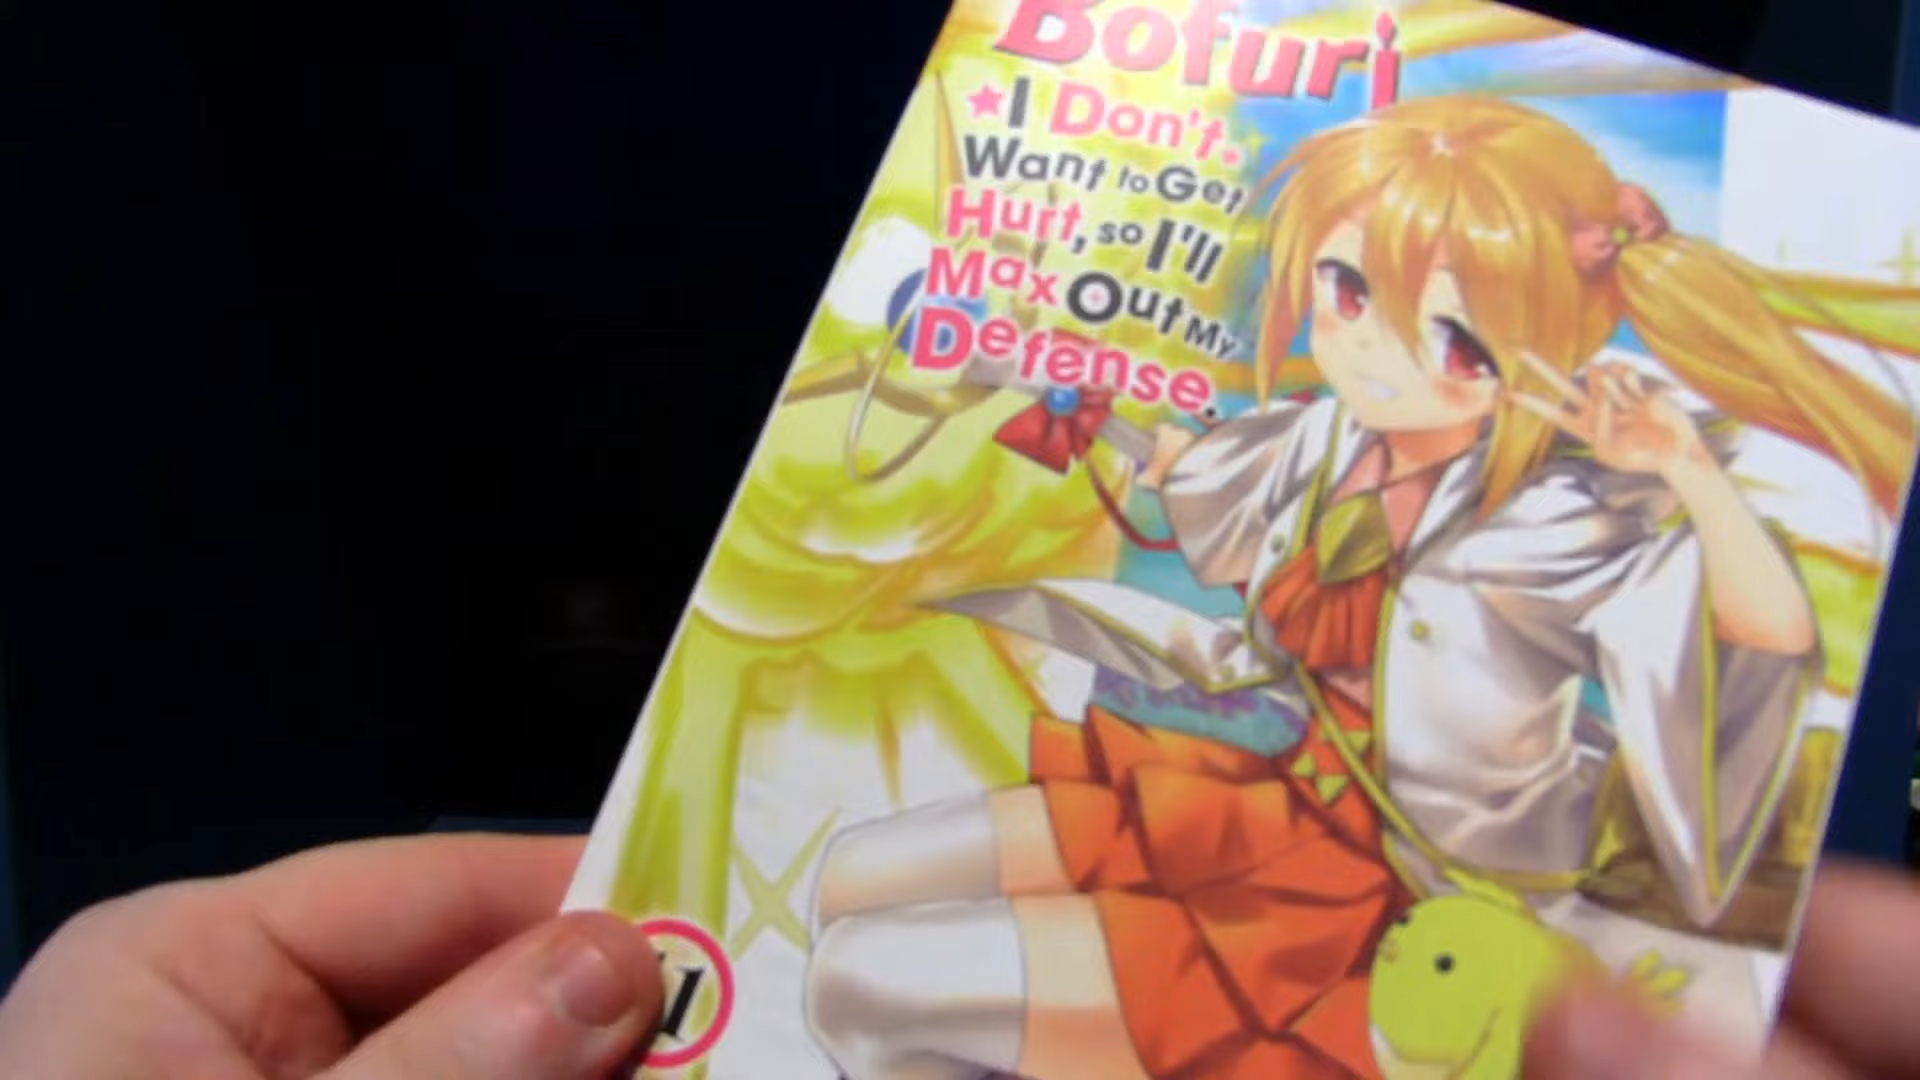 Bofuri
I Don't
Want to Get
Hurt, so I'll
Max Out My
Defense.